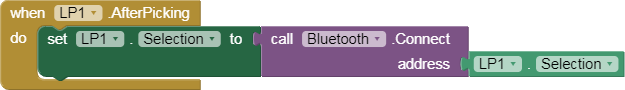 when LP1 .AfterPicking
do set LP1 . Selection to call Bluetooth .Connect
address LP1 . Selection